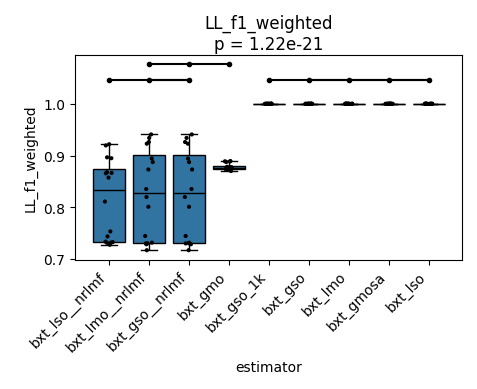 LL_f1_weighted
p = 1.22e-21
LL_f1_weighted
1.0
0.9
0.8
0.7
bxt_lso__nrlmf
bxt_lmo__nrlmf
bxt_gso__nrlmf
bxt_gmo
bxt_gso_1k
bxt_gso
bxt_lmo
bxt_gmosa
bxt_lso
estimator